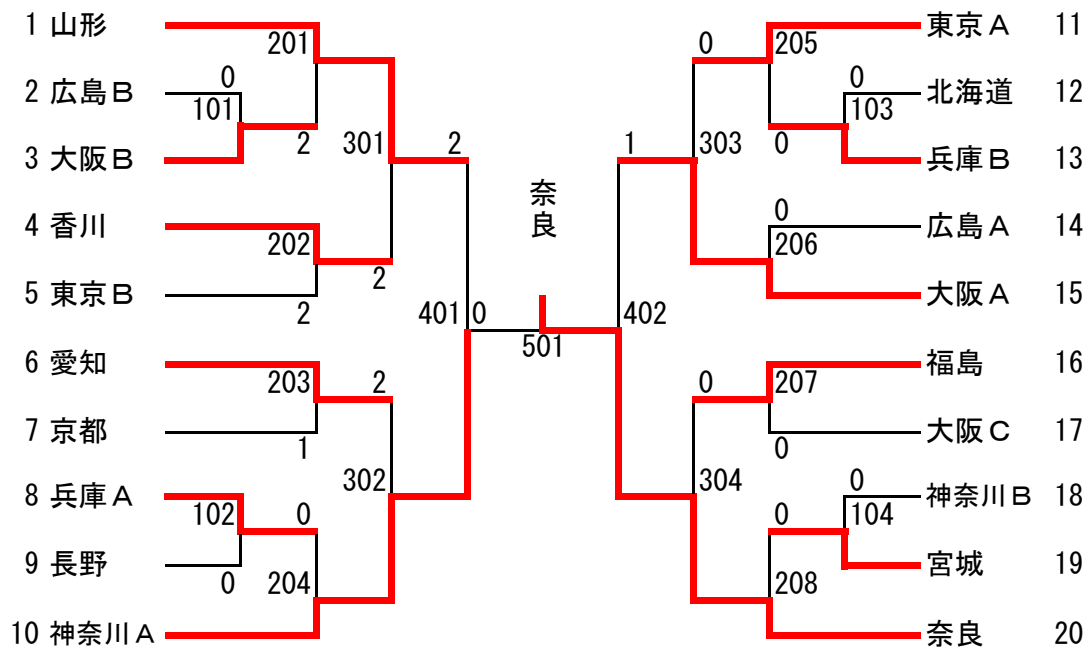 1 山形
201
0
205
東京A 11
2 広島B
0
0
北海道 12
101
103
3 大阪B
2
301
2
1
303
0
兵庫B 13
奈良
4 香川
202
0
広島A 14
206
5 東京B
2
2
大阪A 15
401
0
501
402
6 愛知
203
2
0
207
福島 16
7 京都
1
0
大阪C 17
8 兵庫A
302
304
0
神奈川B 18
102
0
0
104
9 長野
0
204
208
宮城 19
10 神奈川A
奈良 20